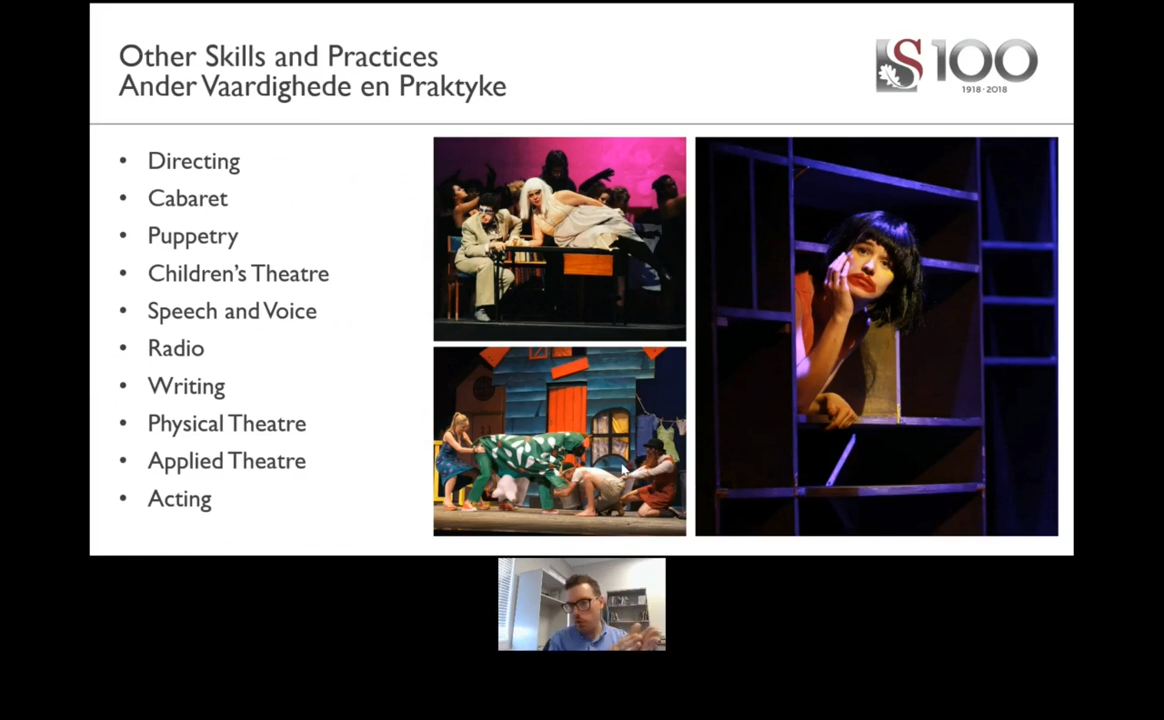 Other Skills and Practices
Ander Vaardighede en Praktyke
S 100
1918 · 2018
• Directing
• Cabaret
• Puppetry
• Children’s Theatre
• Speech and Voice
• Radio
• Writing
• Physical Theatre
• Applied Theatre
• Acting